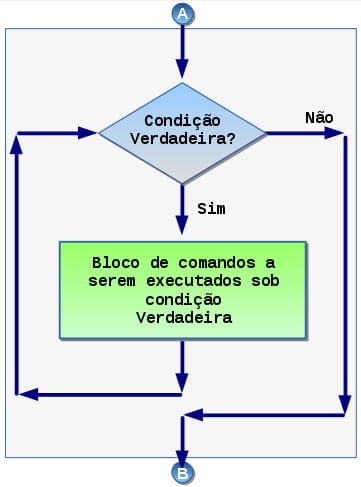 A
Condição
Verdadeira?
Não
Sim
Bloco de comandos a
serem executados sob
condição
Verdadeira
B